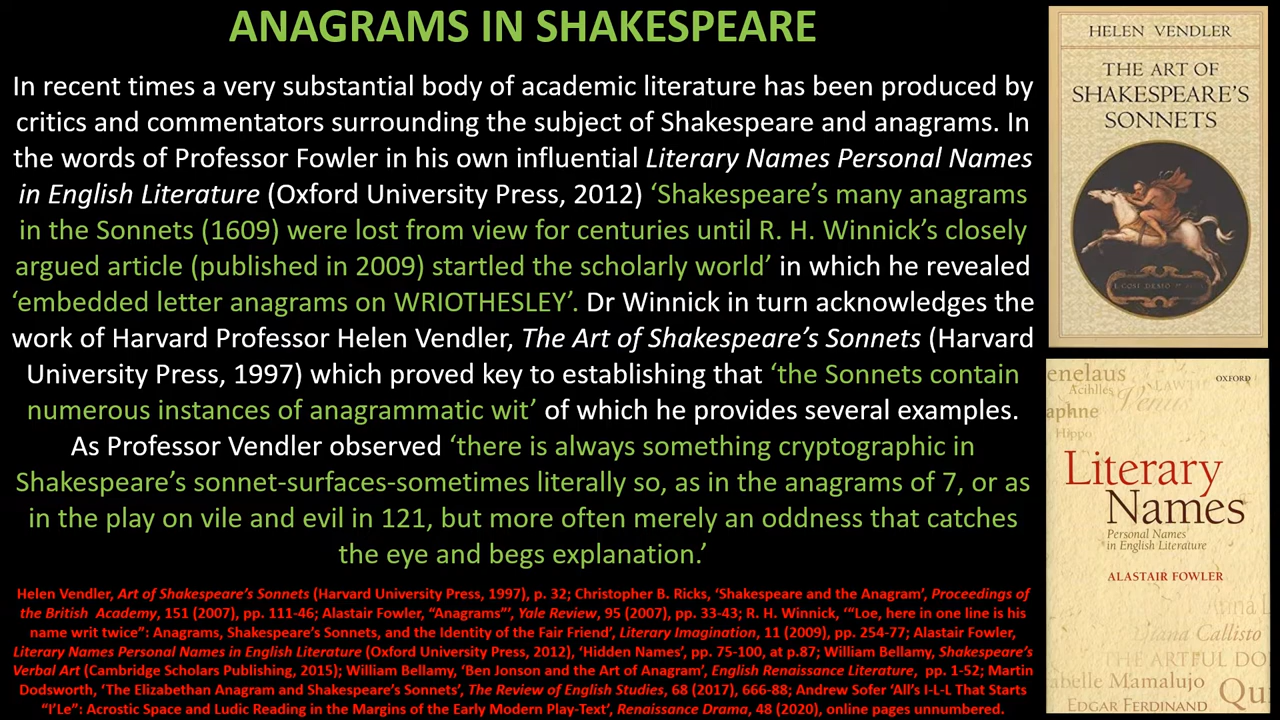 ANAGRAMS IN SHAKESPEARE
In recent times a very substantial body of academic literature has been produced by
critics and commentators surrounding the subject of Shakespeare and anagrams. In
the words of Professor Fowler in his own influential Literary Names Personal Names
in English Literature (Oxford University Press, 2012) ‘Shakespeare’s many anagrams
in the Sonnets (1609) were lost from view for centuries until R. H. Winnick’s closely
argued article (published in 2009) startled the scholarly world’ in which he revealed
‘embedded letter anagrams on WRIOTHESLEY’. Dr Winnick in turn acknowledges the
work of Harvard Professor Helen Vendler, The Art of Shakespeare’s Sonnets (Harvard
University Press, 1997) which proved key to establishing that ‘the Sonnets contain
numerous instances of anagrammatic wit’ of which he provides several examples.
As Professor Vendler observed ‘there is always something cryptographic in
Shakespeare’s sonnet-surfaces-sometimes literally so, as in the anagrams of 7, or as
in the play on vile and evil in 121, but more often merely an oddness that catches
the eye and begs explanation.’
Helen Vendler, Art of Shakespeare’s Sonnets (Harvard University Press, 1997), p. 32; Christopher B. Ricks, ‘Shakespeare and the Anagram’, Proceedings of
the British Academy, 151 (2007), pp. 111-46; Alastair Fowler, “Anagrams”’, Yale Review, 95 (2007), pp. 33-43; R. H. Winnick, ‘“Loe, here in one line is his
name writ twice”: Anagrams, Shakespeare’s Sonnets, and the Identity of the Fair Friend’, Literary Imagination, 11 (2009), pp. 254-77; Alastair Fowler,
Literary Names Personal Names in English Literature (Oxford University Press, 2012), ‘Hidden Names’, pp. 75-100, at p.87; William Bellamy, Shakespeare’s
Verbal Art (Cambridge Scholars Publishing, 2015); William Bellamy, ‘Ben Jonson and the Art of Anagram’, English Renaissance Literature, pp. 1-52; Martin
Dodsworth, ‘The Elizabethan Anagram and Shakespeare’s Sonnets’, The Review of English Studies, 68 (2017), 666-88; Andrew Sofer ‘All’s I-L-L That Starts
“I’Le”: Acrostic Space and Ludic Reading in the Margins of the Early Modern Play-Text’, Renaissance Drama, 48 (2020), online pages unnumbered.
HELEN VENDLER
THE ART OF
SHAKESPEARE’S
SONNETS
enelaus
Achilles
LAW
OXFORD
Venus
aphne
Hippo
Literary
Names
Personal Names
in English Literature
ALASTAIR FOWLER
Anna L
Diana Callisto
THE ARTFUL DO
abelle Mamalujo
EDGAR FERDINAND
Qu